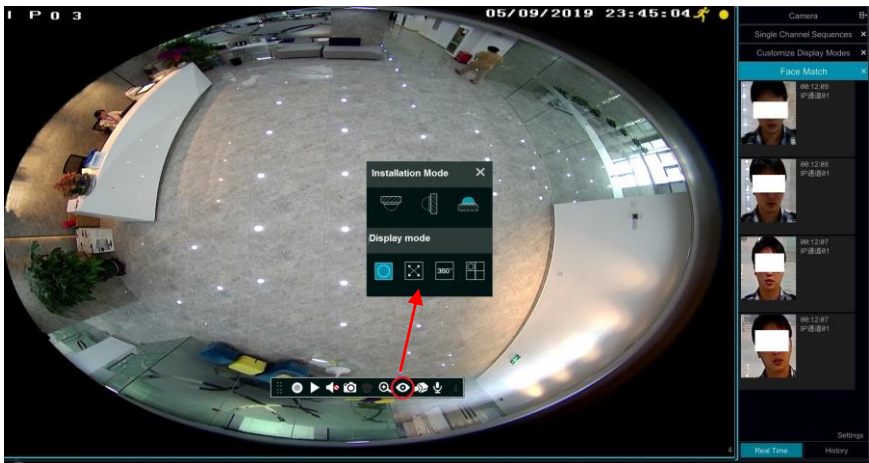 I P 0 3
05/09/2019 23:45:04
Installation Mode
Display mode
360°
4
Camera
Single Channel Sequences
Customize Display Modes
Face Match
00:12:09
IP通道01
00:12:08
IP通道01
00:12:07
IP通道01
00:12:07
IP通道01
Settings
Real Time
History